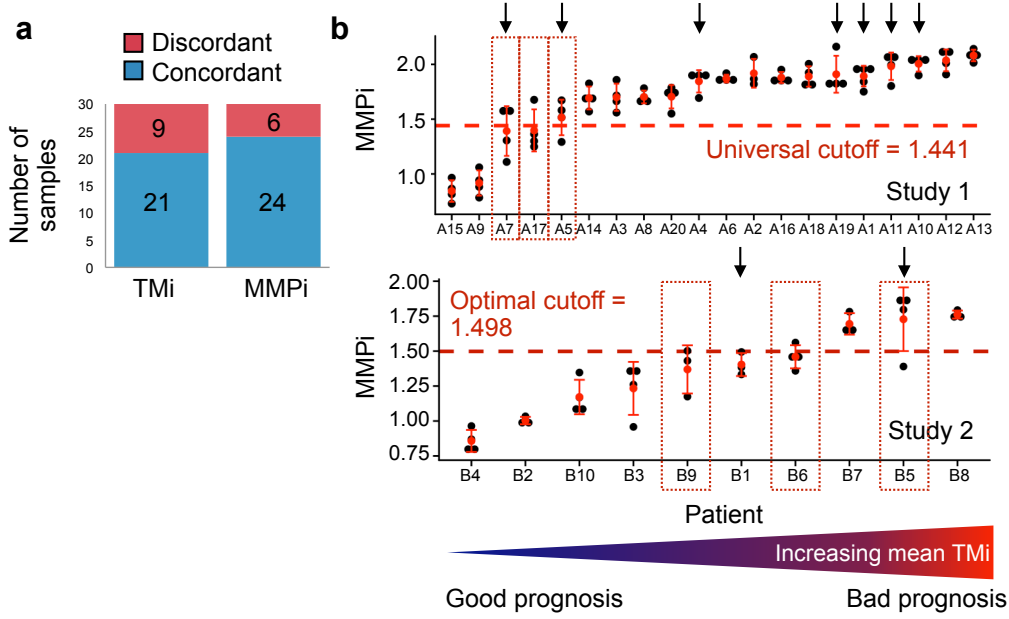 a
Discordant
Concordant
Number of
samples
30
25
20
15
10
5
0
9
6
21
24
TMi
MMPi
b
MMPi
2.0
1.5
1.0
Universal cutoff = 1.441
Study 1
A15 A9 A7 A17 A5 A14 A3 A8 A20 A4 A6 A2 A16 A18 A19 A1 A11 A10 A12 A13
MMPi
2.00
1.75
1.50
1.25
1.00
0.75
Optimal cutoff =
1.498
Study 2
B4 B2 B10 B3 B9 B1 B6 B7 B5 B8
Patient
Increasing mean TMi
Good prognosis
Bad prognosis